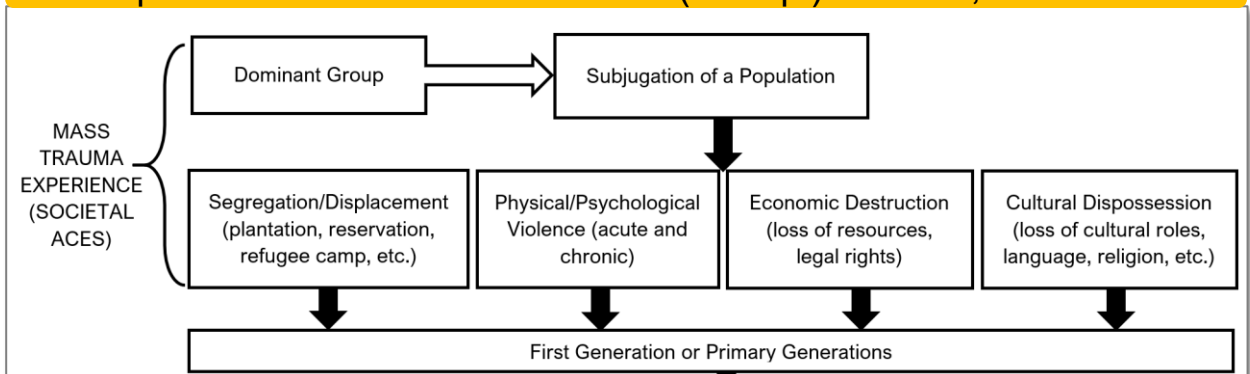 Dominant Group
Subjugation of a Population
MASS
TRAUMA
EXPERIENCE
(SOCIETAL
ACES)
Segregation/Displacement
(plantation, reservation,
refugee camp, etc.)
Physical/Psychological
Violence (acute and
chronic)
Economic Destruction
(loss of resources,
legal rights)
Cultural Dispossession
(loss of cultural roles,
language, religion, etc.)
First Generation or Primary Generations